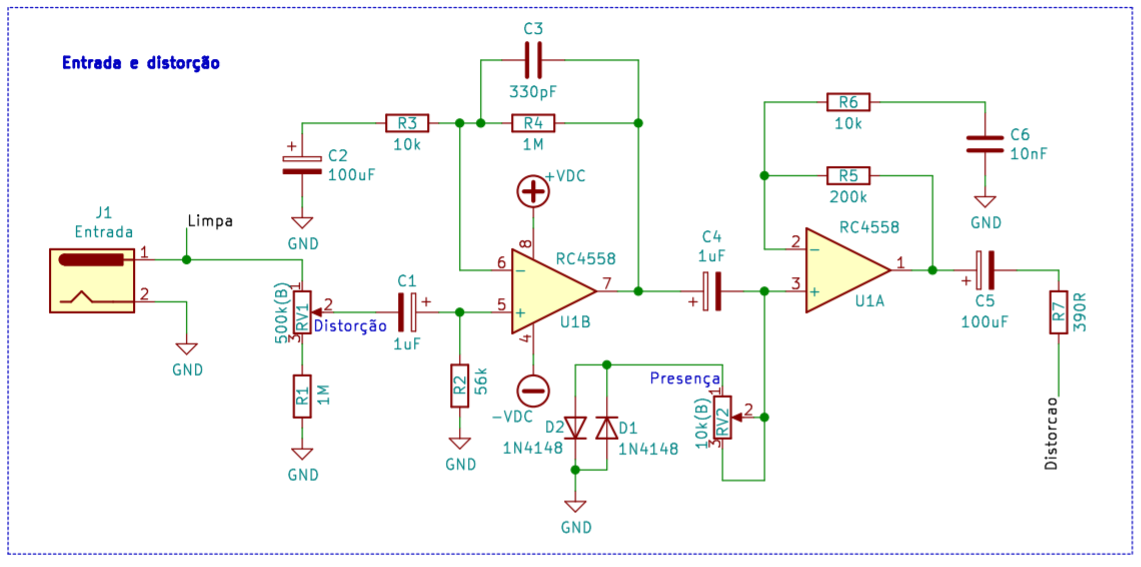 Entrada e distorção
C3
330pF
R3
10k
R4
1M
R6
10k
C6
10nF
GND
+
C2
100uF
GND
+VDC
R5
200k
J1
Entrada
1
2
GND
Limpa
8
RC4558
6
−
5
+
7
U1B
4
−VDC
C4
1uF
+
RC4558
2
−
3
+
1
U1A
+
C5
100uF
R7
390R
Distorcao
1
500k(B)
RV1
2
3
Distorção
C1
+
1uF
R2
56k
GND
R1
1M
GND
Presença
1
10k(B)
RV2
2
3
D2
1N4148
D1
1N4148
GND